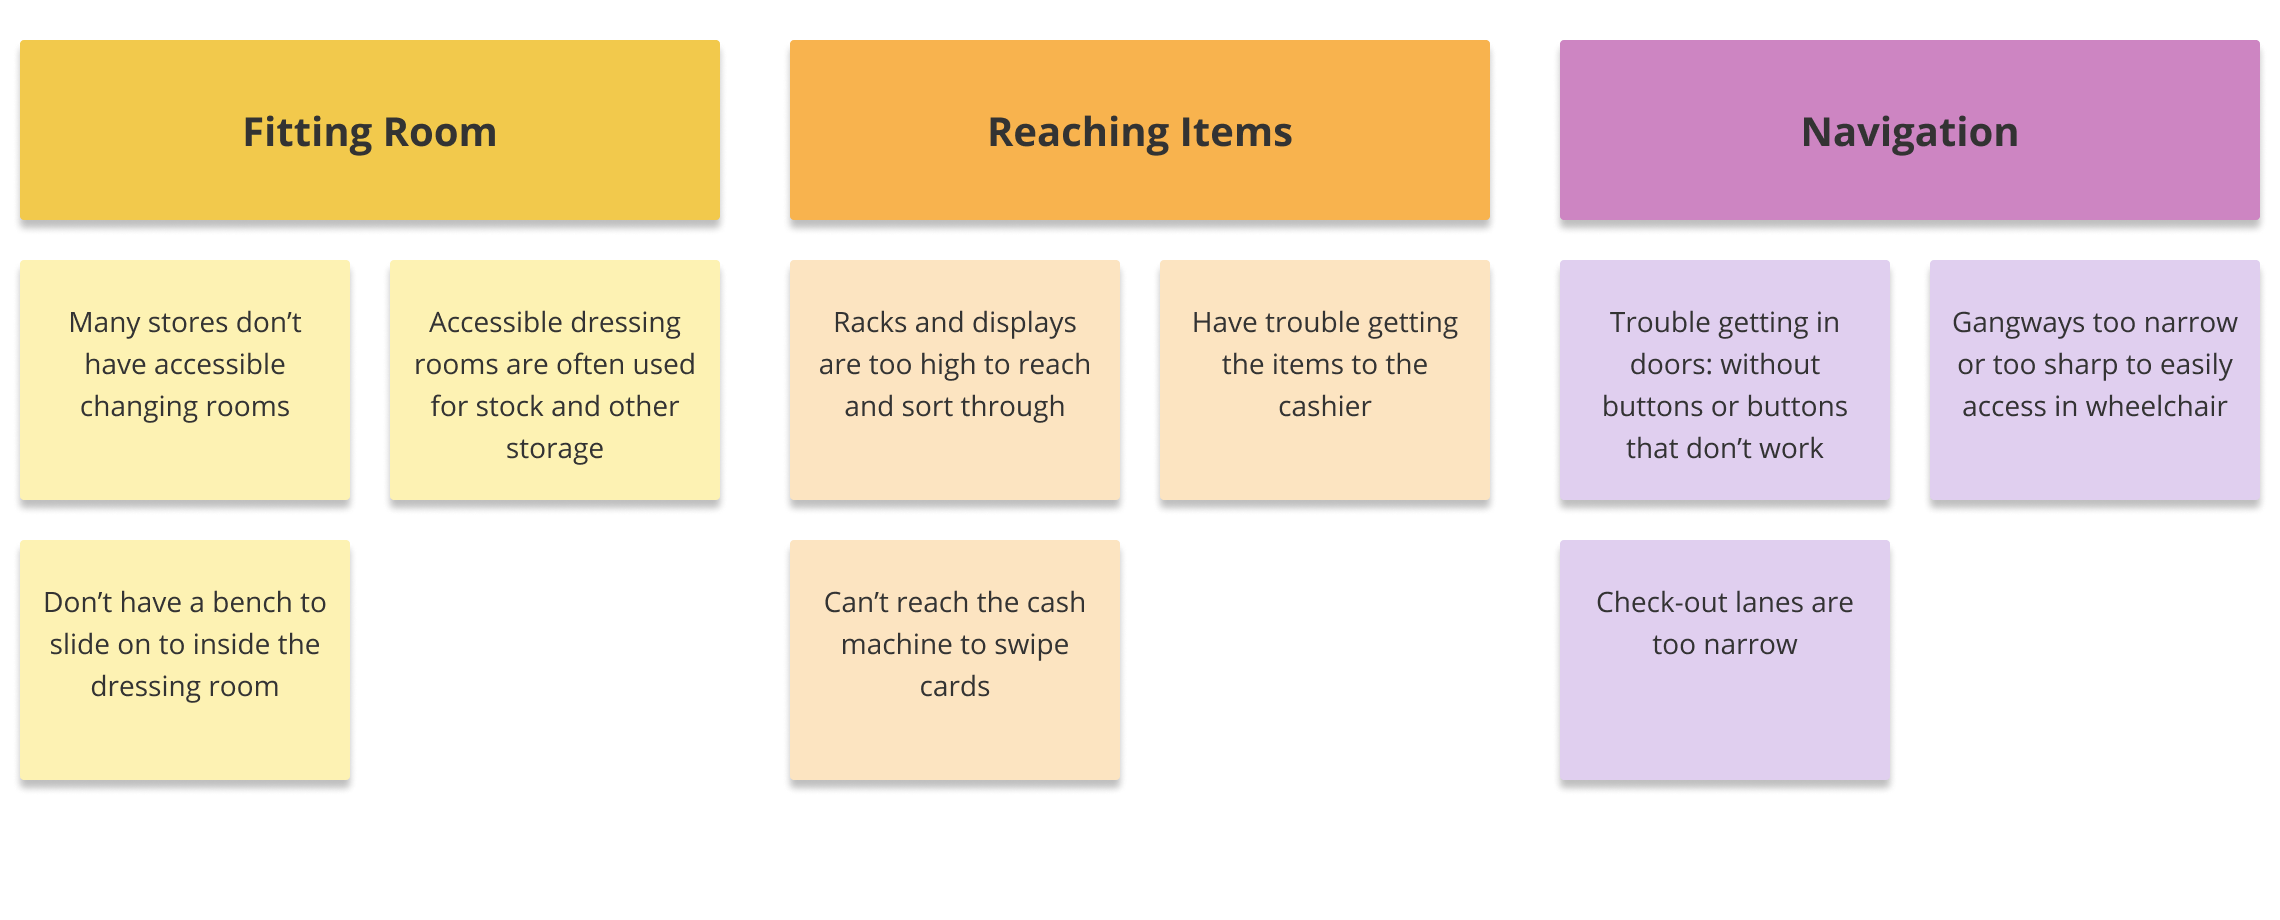 Fitting Room
Many stores don’t
have accessible
changing rooms
Accessible dressing
rooms are often used
for stock and other
storage
Don’t have a bench to
slide on to inside the
dressing room
Reaching Items
Racks and displays
are too high to reach
and sort through
Have trouble getting
the items to the
cashier
Can’t reach the cash
machine to swipe
cards
Navigation
Trouble getting in
doors: without
buttons or buttons
that don’t work
Gangways too narrow
or too sharp to easily
access in wheelchair
Check-out lanes are
too narrow